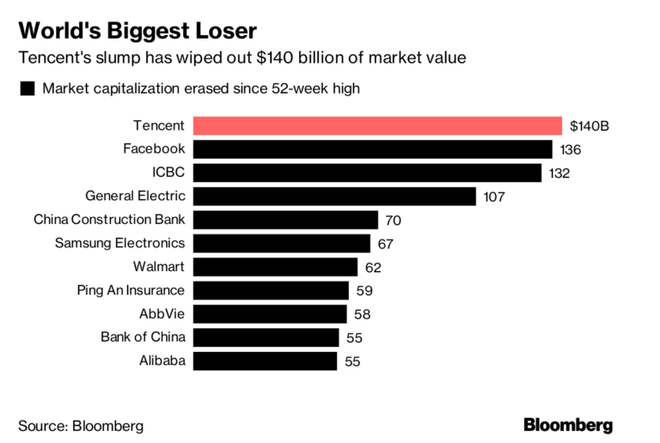 World's Biggest Loser
Tencent's slump has wiped out $140 billion of market value
Market capitalization erased since 52-week high
Tencent $140B
Facebook 136
ICBC 132
General Electric 107
China Construction Bank 70
Samsung Electronics 67
Walmart 62
Ping An Insurance 59
AbbVie 58
Bank of China 55
Alibaba 55
Source: Bloomberg
Bloomberg